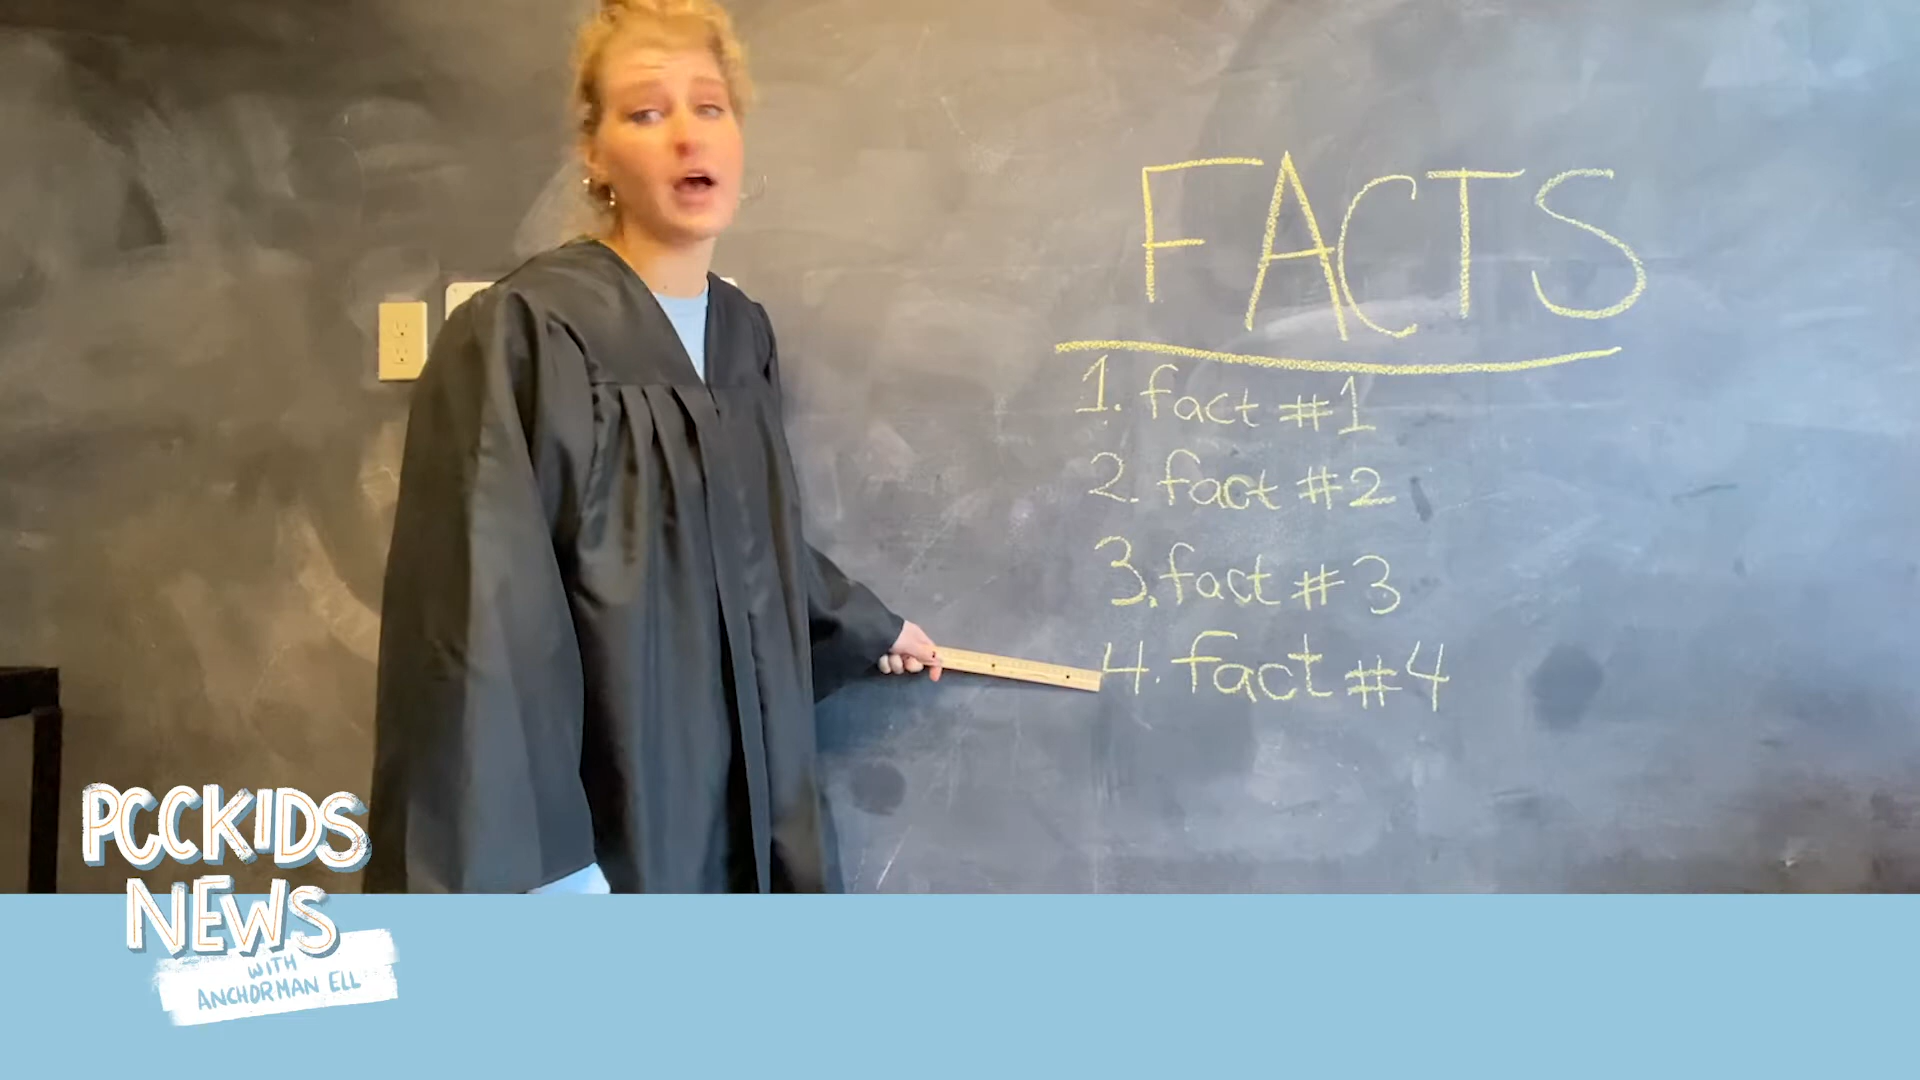 FACTS
1. fact #1
2. fact #2
3. fact #3
4. fact #4
PCCKIDS
NEWS
WITH
ANCHORMAN ELL